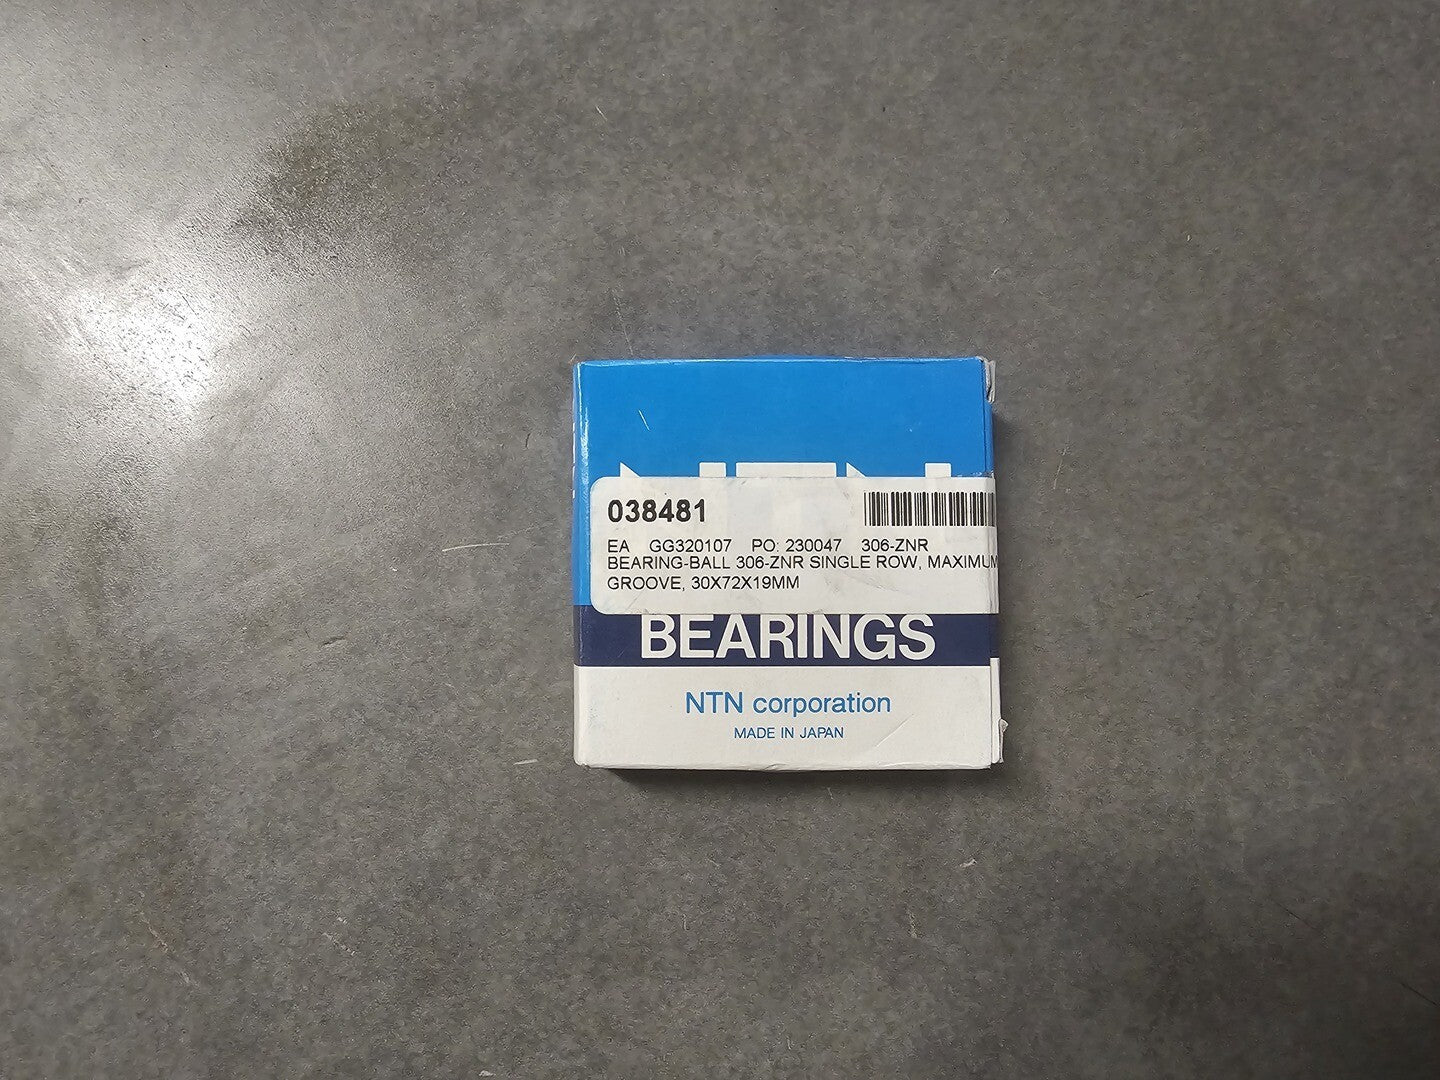 NTN
038481
EA GG320107 PO: 230047 306-ZNR
BEARING-BALL 306-ZNR SINGLE ROW, MAXIMUM
GROOVE, 30X72X19MM
BEARINGS
NTN corporation
MADE IN JAPAN